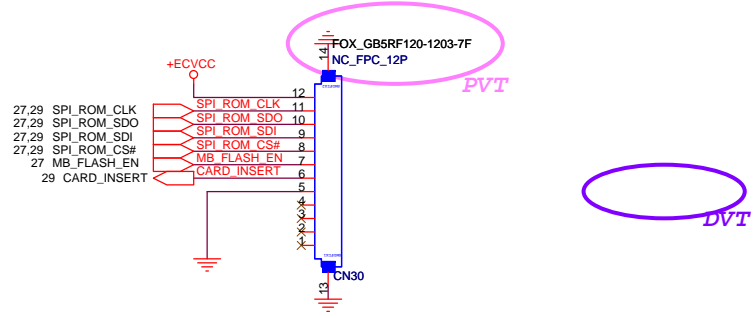 14
FOX_GB5RF120-1203-7F
NC_FPC_12P
PVT
+ECVCC
12
27,29 SPI_ROM_CLK SPI_ROM_CLK 11
27,29 SPI_ROM_SDO SPI_ROM_SDO 10
27,29 SPI_ROM_SDI SPI_ROM_SDI 9
27,29 SPI_ROM_CS# SPI_ROM_CS# 8
27 MB_FLASH_EN MB_FLASH_EN 7
29 CARD_INSERT CARD_INSERT 6
5
4
3
2
1
DVT
CN30
13